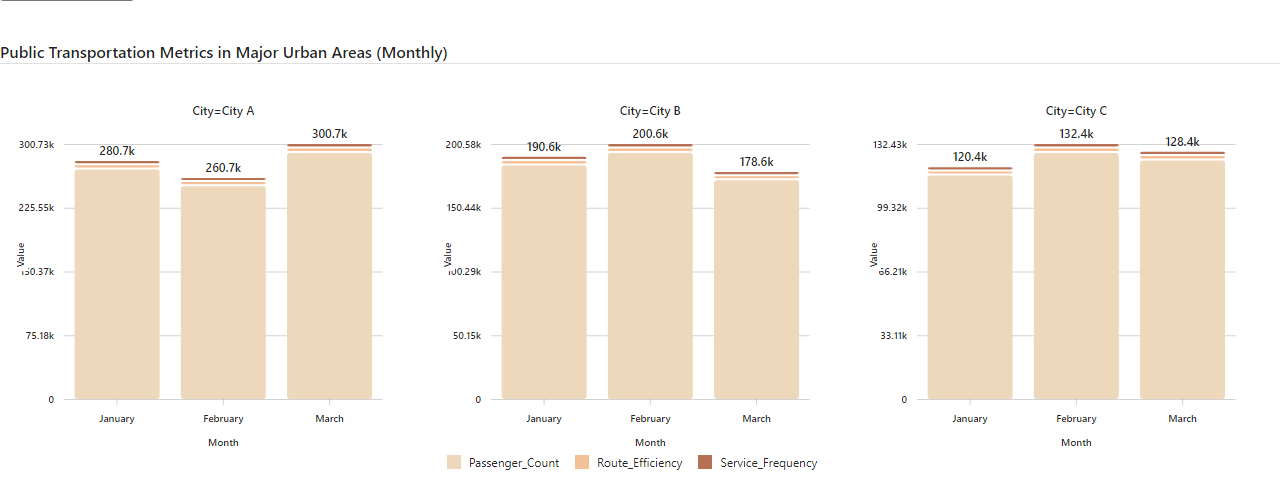 Public Transportation Metrics in Major Urban Areas (Monthly)
City=City A
300.73k
225.55k
75.18k
0
Value
280.7k
260.7k
300.7k
January
February
March
Month
City=City B
200.58k
150.44k
50.15k
0
Value
190.6k
200.6k
178.6k
January
February
March
Month
City=City C
132.43k
99.32k
66.21k
33.11k
0
Value
120.4k
132.4k
128.4k
January
February
March
Month
Passenger_Count
Route_Efficiency
Service_Frequency